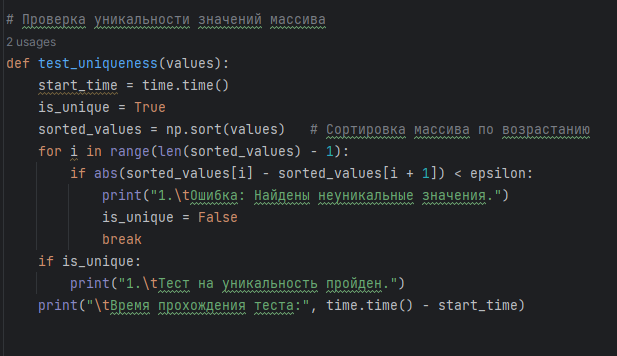 # Проверка уникальности значений массива
2 usages
def test_uniqueness(values):
    start_time = time.time()
    is_unique = True
    sorted_values = np.sort(values)   # Сортировка массива по возрастанию
    for i in range(len(sorted_values) - 1):
        if abs(sorted_values[i] - sorted_values[i + 1]) < epsilon:
            print("1.\tОшибка: Найдены неуникальные значения.")
            is_unique = False
            break
    if is_unique:
        print("1.\tТест на уникальность пройден.")
    print("\tВремя прохождения теста:", time.time() - start_time)